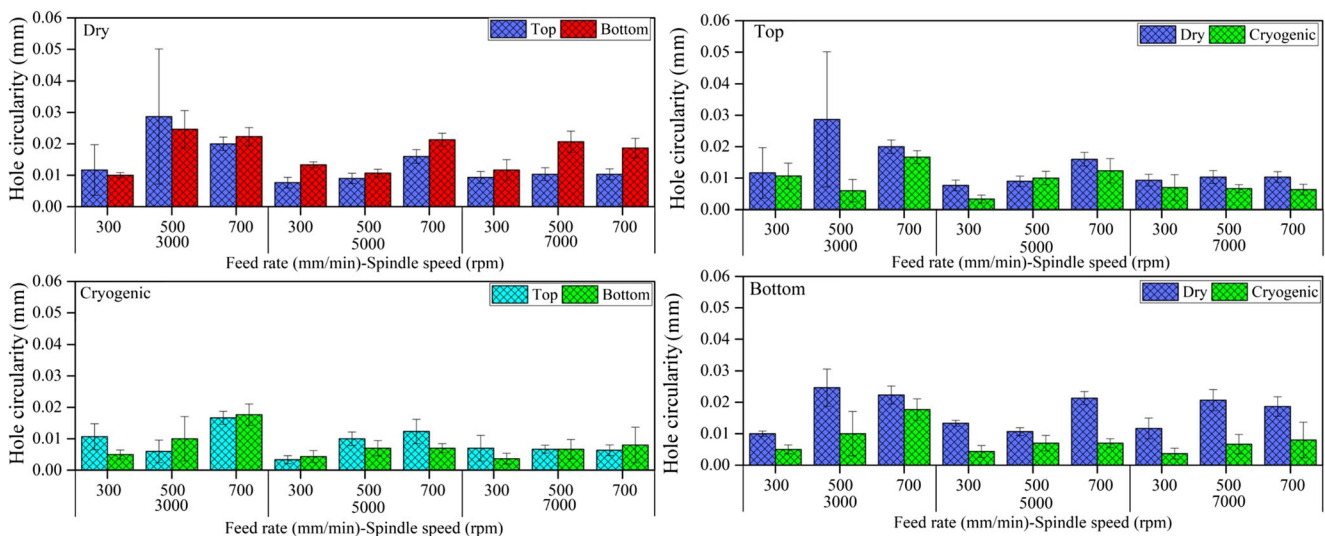 Dry
Top Bottom
Hole circularity (mm)
0.06
0.05
0.04
0.03
0.02
0.01
0.00
300 500 700 300 500 700 300 500 700
3000 5000 7000
Feed rate (mm/min)-Spindle speed (rpm)
Top
Dry Cryogenic
Hole circularity (mm)
0.06
0.05
0.04
0.03
0.02
0.01
0.00
300 500 700 300 500 700 300 500 700
3000 5000 7000
Feed rate (mm/min)-Spindle speed (rpm)
Cryogenic
Top Bottom
Hole circularity (mm)
0.06
0.05
0.04
0.03
0.02
0.01
0.00
300 500 700 300 500 700 300 500 700
3000 5000 7000
Feed rate (mm/min)-Spindle speed (rpm)
Bottom
Dry Cryogenic
Hole circularity (mm)
0.06
0.05
0.04
0.03
0.02
0.01
0.00
300 500 700 300 500 700 300 500 700
3000 5000 7000
Feed rate (mm/min)-Spindle speed (rpm)